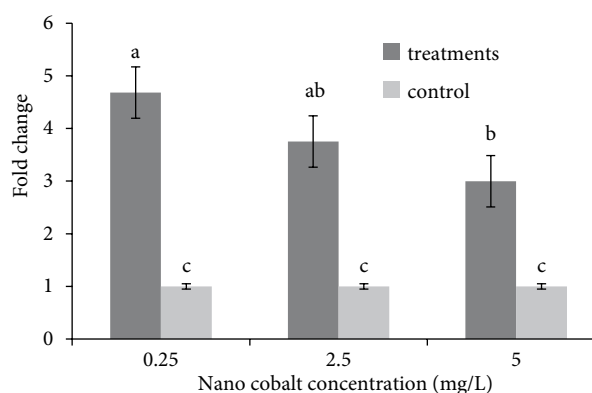 6
5
4
3
2
1
0
Fold change
a
ab
b
c
c
c
treatments
control
0.25
2.5
5
Nano cobalt concentration (mg/L)